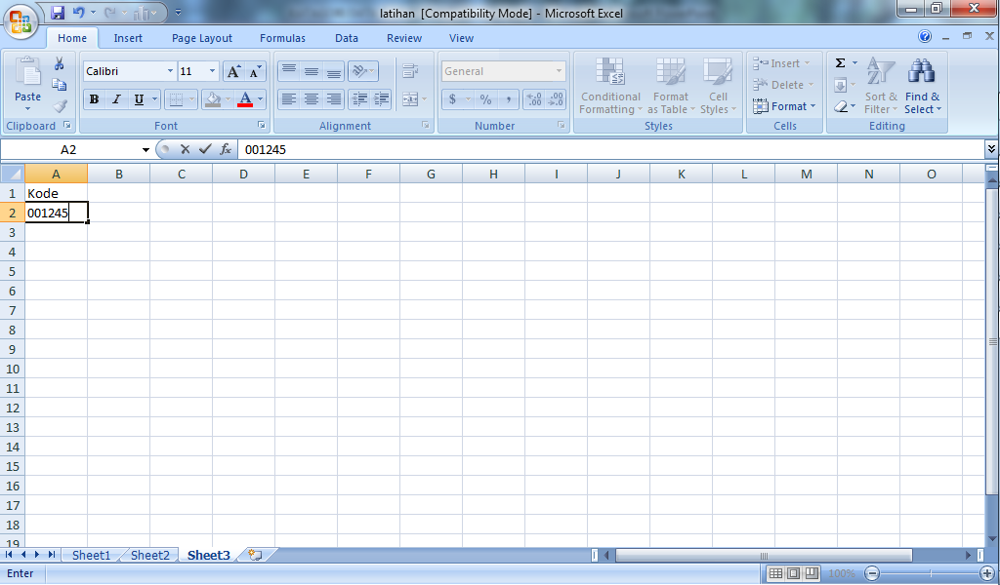 latihan [Compatibility Mode] - Microsoft Excel
Home Insert Page Layout Formulas Data Review View
Calibri 11 General
Paste
B I U $ % ,
Conditional Formatting
Format as Table
Cell Styles
Insert
Delete
Format
Σ
Sort & Filter
Find & Select
Clipboard Font Alignment Number Styles Cells Editing
A2 fx 001245
A B C D E F G H I J K L M N O
1 Kode
2 001245
3
4
5
6
7
8
9
10
11
12
13
14
15
16
17
18
19
Sheet1 Sheet2 Sheet3
Enter 100%